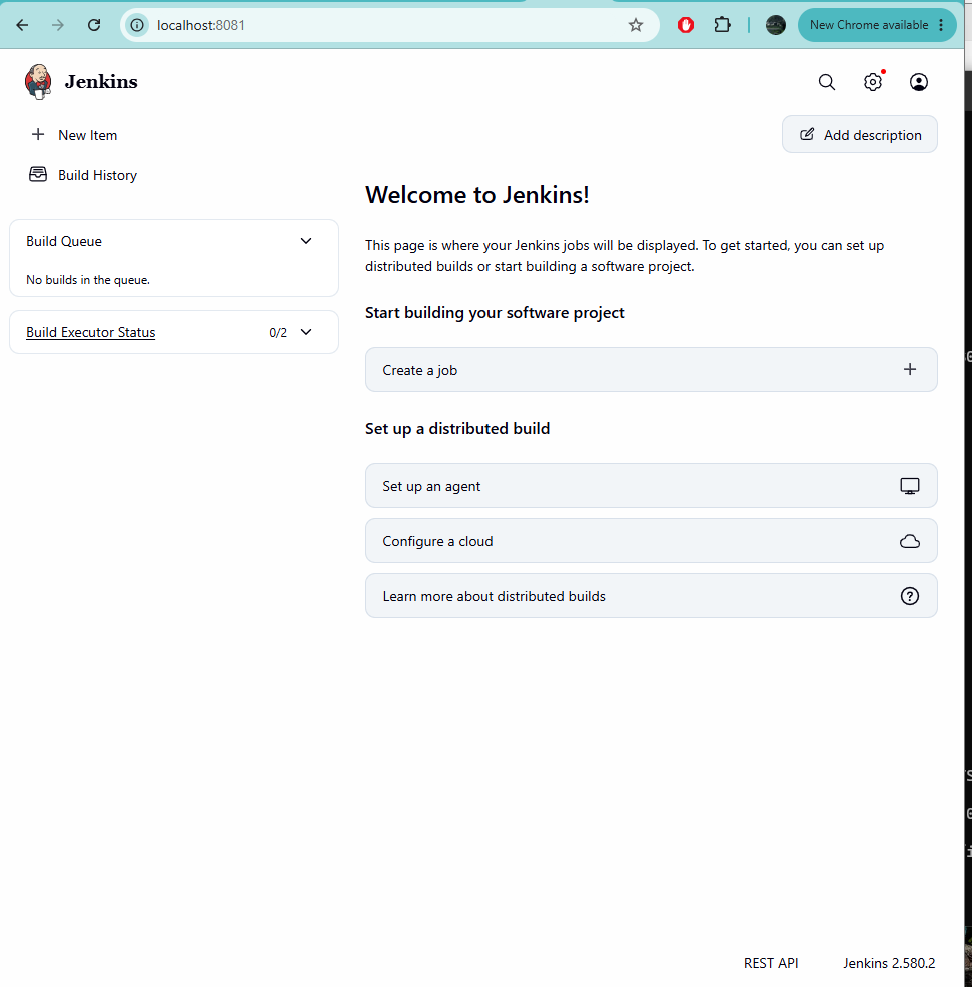 localhost:8081
New Chrome available
Jenkins
New Item
Add description
Build History
Build Queue
No builds in the queue.
Build Executor Status 0/2
Welcome to Jenkins!
This page is where your Jenkins jobs will be displayed. To get started, you can set up
distributed builds or start building a software project.
Start building your software project
Create a job
Set up a distributed build
Set up an agent
Configure a cloud
Learn more about distributed builds
REST API
Jenkins 2.580.2